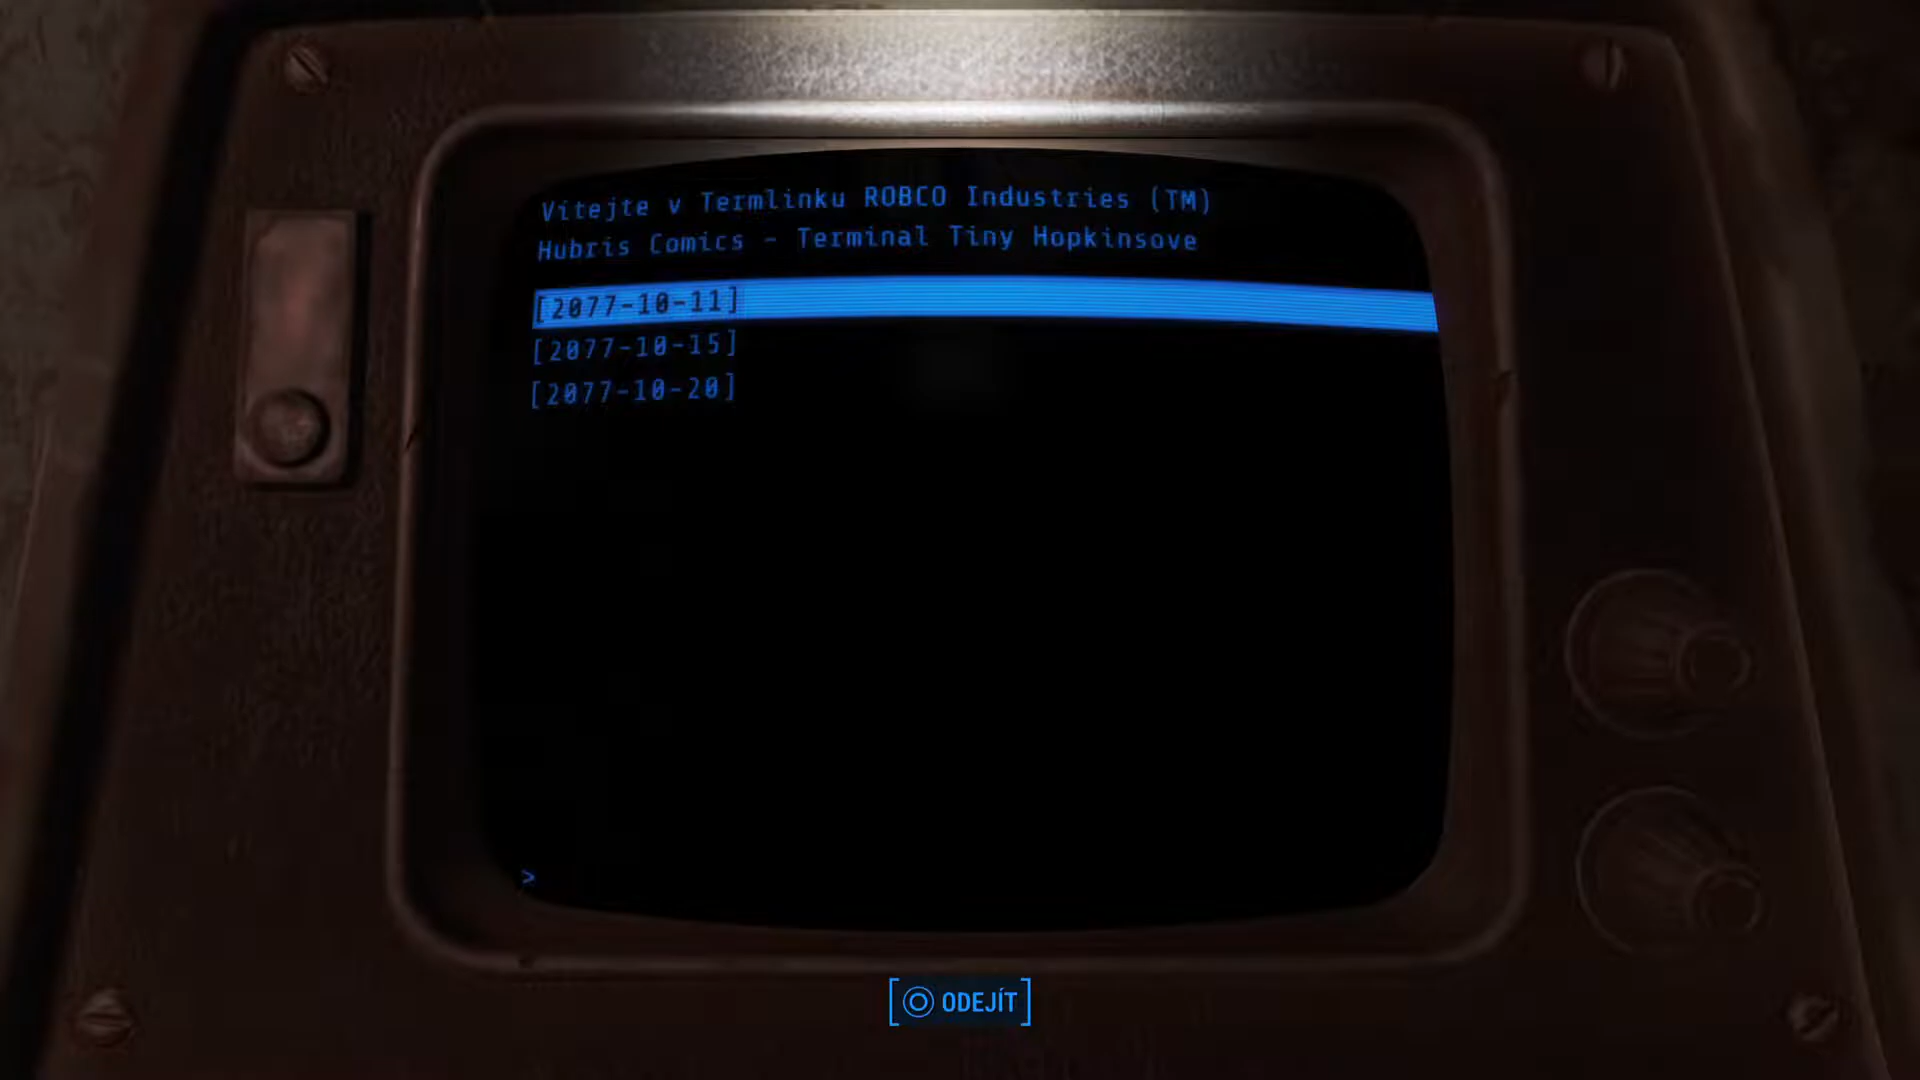 Vítejte v Termlinku ROBCO Industries (TM)
Hubris Comics - Terminal Tiny Hopkinsove
[2077-10-11]
[2077-10-15]
[2077-10-20]
>
ODEJÍT